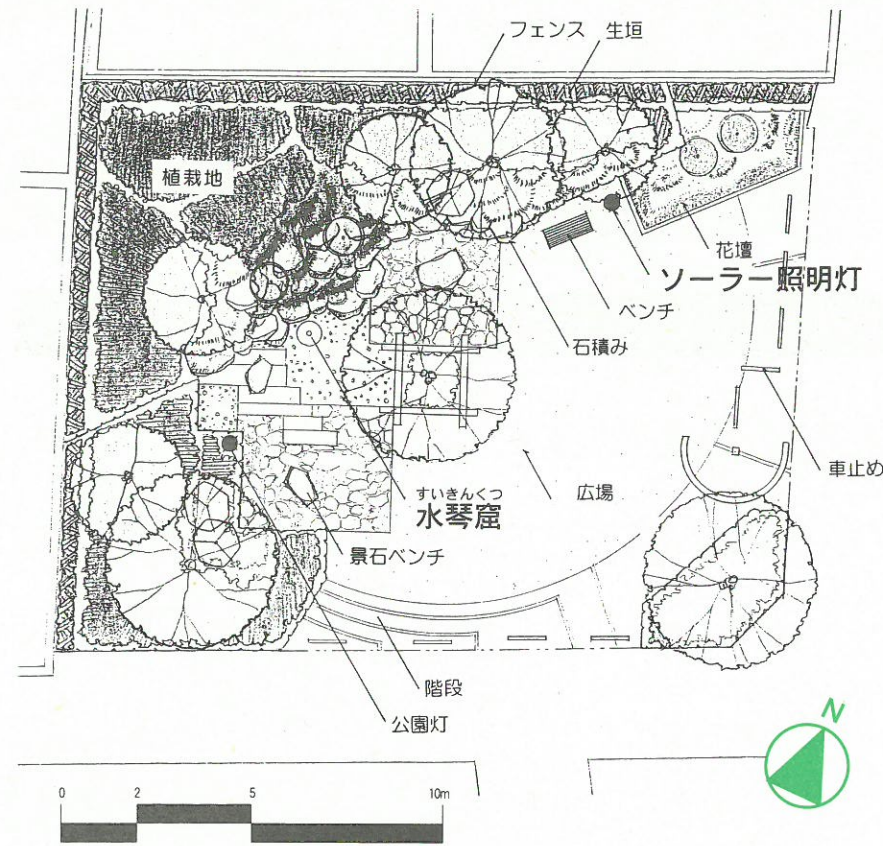 フェンス
生垣
植栽地
花壇
ソーラー照明灯
ベンチ
石積み
車止め
広場
すいきんくつ
水琴窟
景石ベンチ
階段
公園灯
N
0 2 5 10m